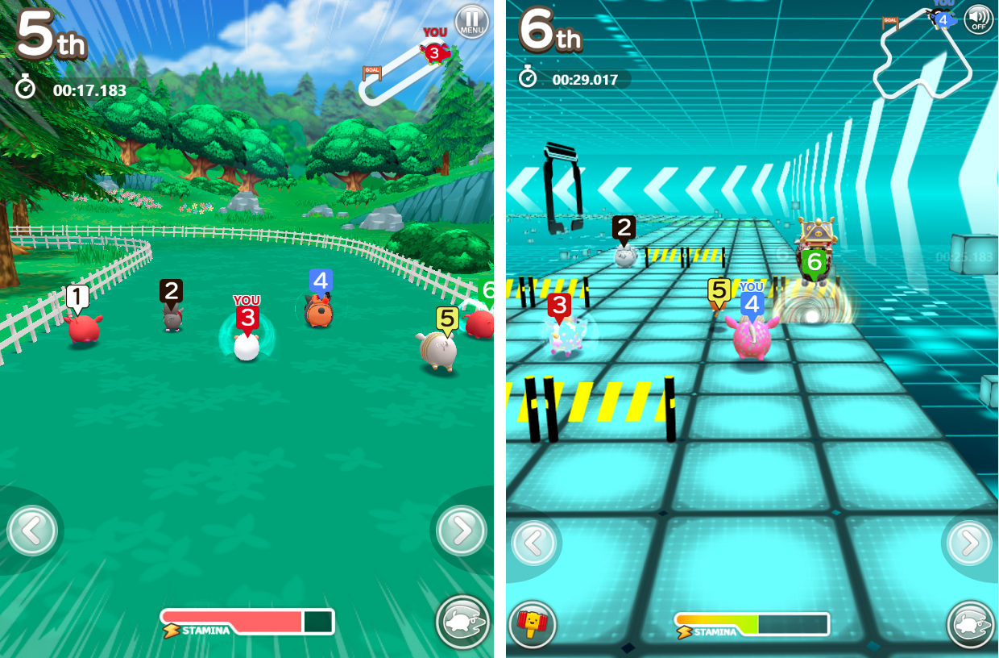 5th
MENU
YOU
3
GOAL
00:17.183
1
2
YOU
3
4
5
6
STAMINA
6th
YOU
4
GOAL
OFF
00:29.017
2
6
6
00:25.183
5
YOU
4
3
STAMINA